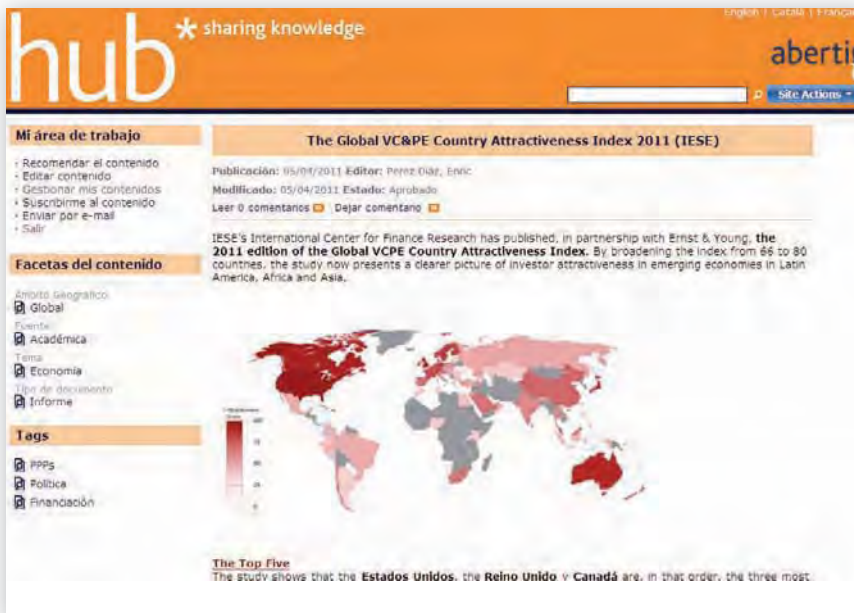 English | Català | Français
hub
* sharing knowledge
abertis
Site Actions
Mi área de trabajo
- Recomendar el contenido
- Editar contenido
- Gestionar mis contenidos
- Suscribirme al contenido
- Enviar por e-mail
- Salir
Facetas del contenido
Ámbito Geográfico
Global
Fuente
Académica
Tema
Economía
Tipo de documento
Informe
Tags
PPPs
Política
Financiación
The Global VC&PE Country Attractiveness Index 2011 (IESE)
Publicación: 05/04/2011 Editor: Perez Diaz, Enric
Modificado: 05/04/2011 Estado: Aprobado
Leer 0 comentarios Dejar comentario
IESE's International Center for Finance Research has published, in partnership with Ernst & Young, the
2011 edition of the Global VCPE Country Attractiveness Index. By broadening the index from 66 to 80
countries, the study now presents a clearer picture of investor attractiveness in emerging economies in Latin
America, Africa and Asia.
100
75
50
25
0
The Top Five
The study shows that the Estados Unidos, the Reino Unido y Canadá are, in that order, the three most